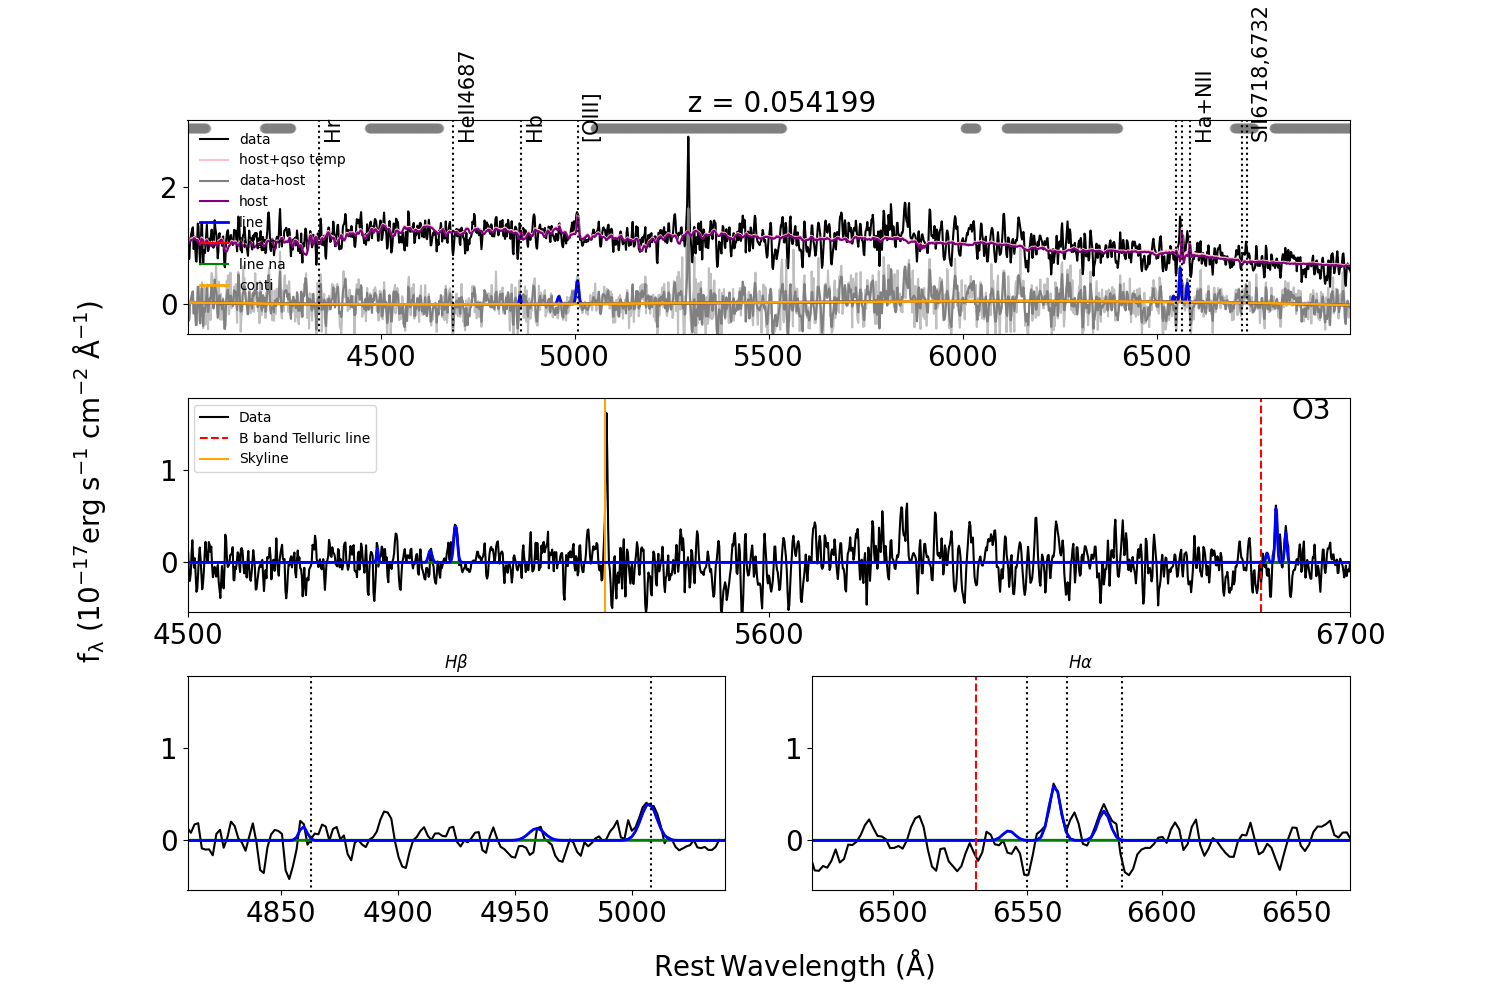 z = 0.054199
Hr
HeII4687
Hb
[OIII]
Ha+NII
SII6718,6732
data
host+qso temp
data-host
host
line
line na
conti
2
0
4500
5000
5500
6000
6500
Data
B band Telluric line
Skyline
O3
1
0
4500
5600
6700
fλ (10⁻¹⁷erg s⁻¹ cm⁻² Å⁻¹)
Hβ
1
0
4850
4900
4950
5000
Hα
1
0
6500
6550
6600
6650
Rest Wavelength (Å)